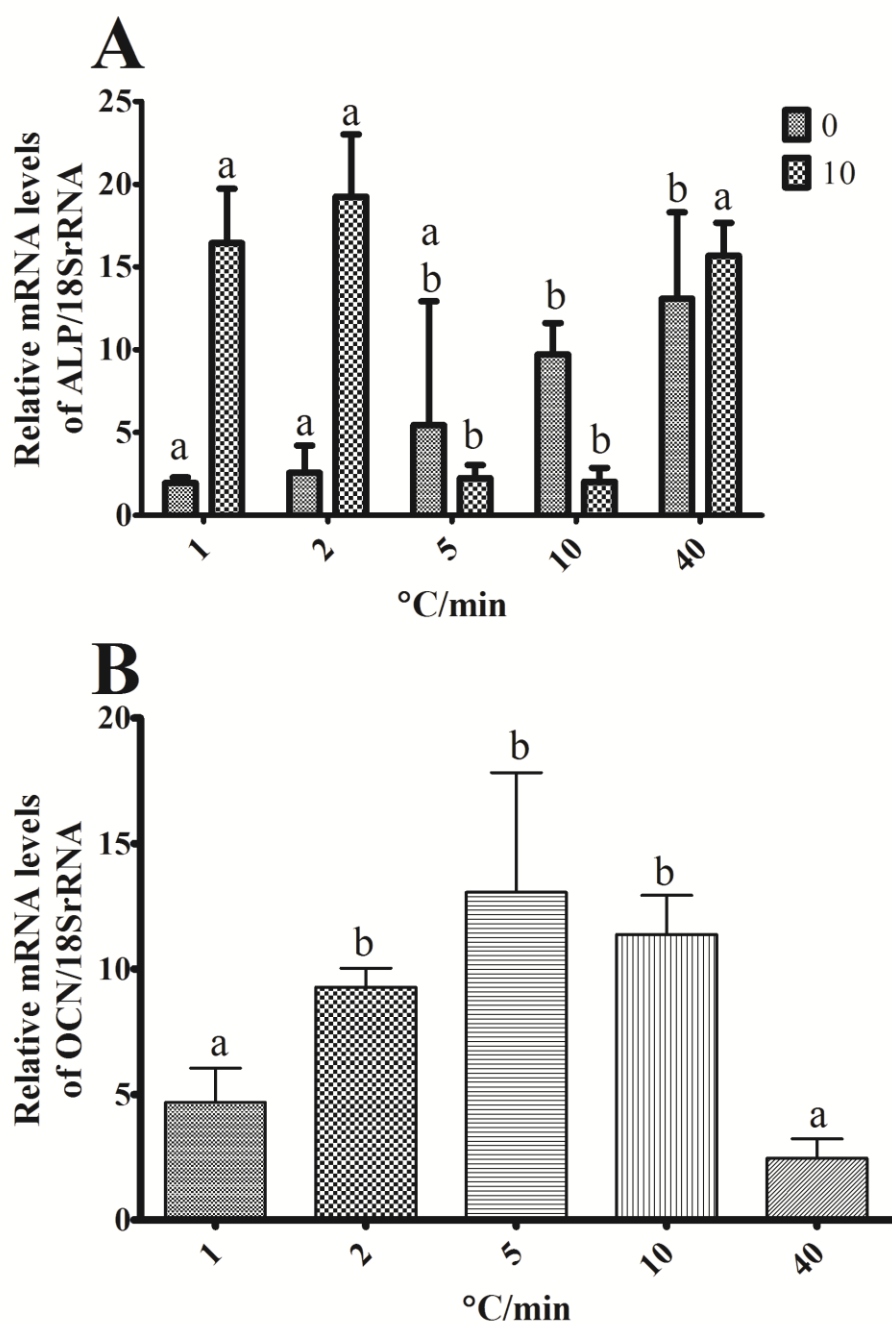 A
Relative mRNA levels
of ALP/18SrRNA
25
20
15
10
5
0
a
a
a
a
a
b
b
b
b
b
a
0
10
1
2
5
10
40
°C/min
B
Relative mRNA levels
of OCN/18SrRNA
20
15
10
5
0
a
b
b
b
a
1
2
5
10
40
°C/min